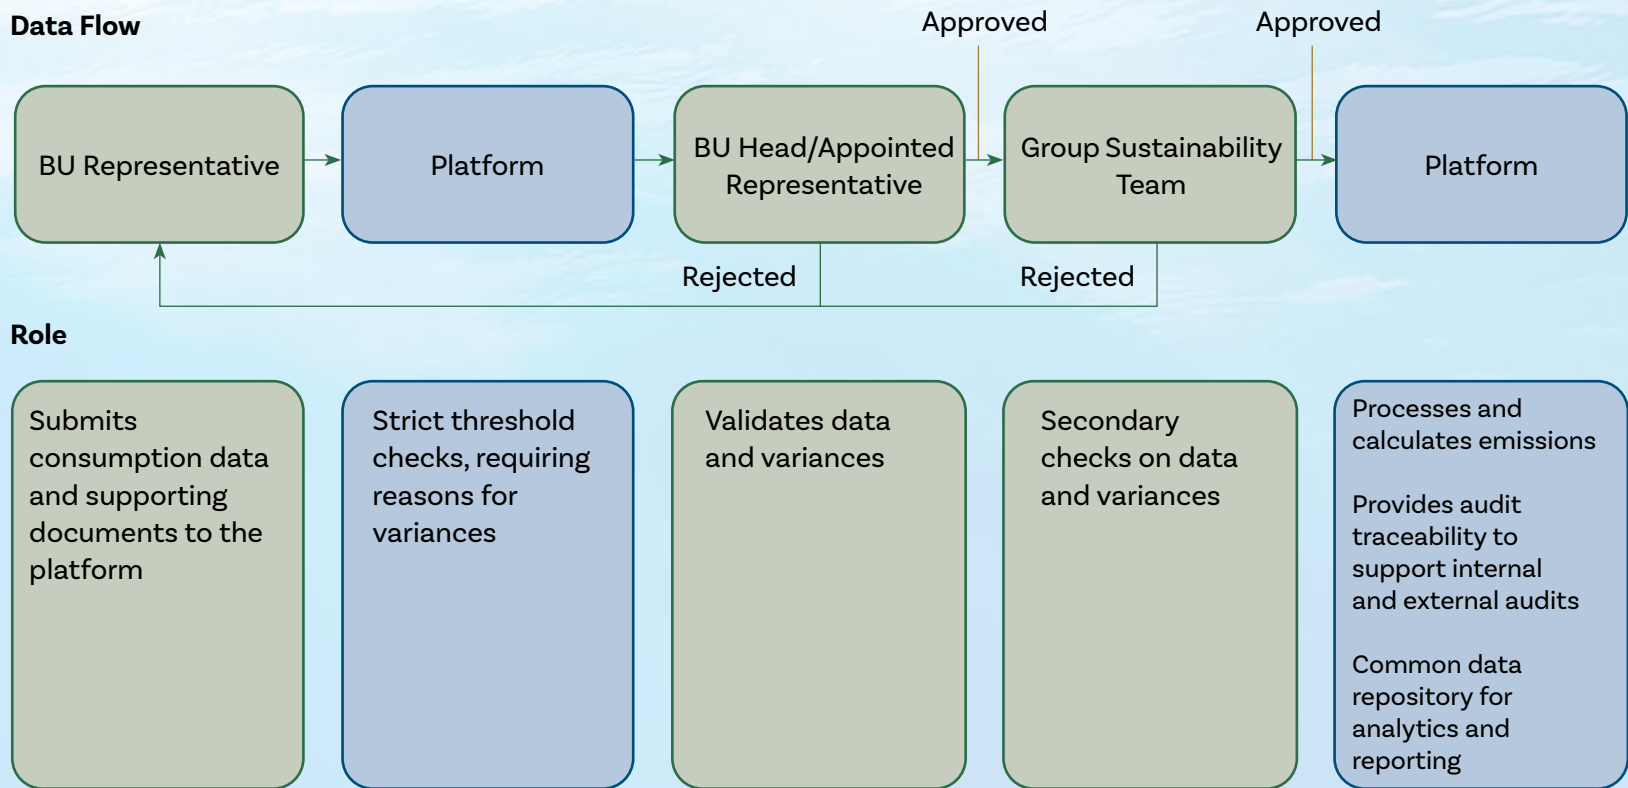 Data Flow
Approved
Approved
BU Representative
Platform
BU Head/Appointed
Representative
Group Sustainability
Team
Platform
Rejected
Rejected
Role
Submits
consumption data
and supporting
documents to the
platform
Strict threshold
checks, requiring
reasons for
variances
Validates data
and variances
Secondary
checks on data
and variances
Processes and
calculates emissions
Provides audit
traceability to
support internal
and external audits
Common data
repository for
analytics and
reporting